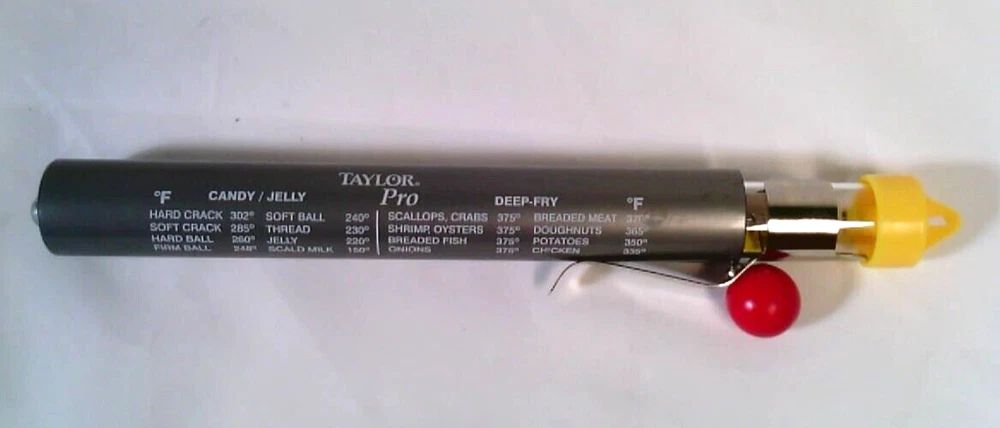 TAYLOR®
Pro
°F CANDY / JELLY DEEP-FRY °F
HARD CRACK 302° SOFT BALL 240° SCALLOPS, CRABS 375° BREADED MEAT
SOFT CRACK 285° THREAD 230° SHRIMP, OYSTERS 375° DOUGHNUTS 365°
HARD BALL 260° JELLY 220° BREADED FISH 375° POTATOES 350°
FIRM BALL 248° SCALD MILK 180° ONIONS 375° CHICKEN 335°